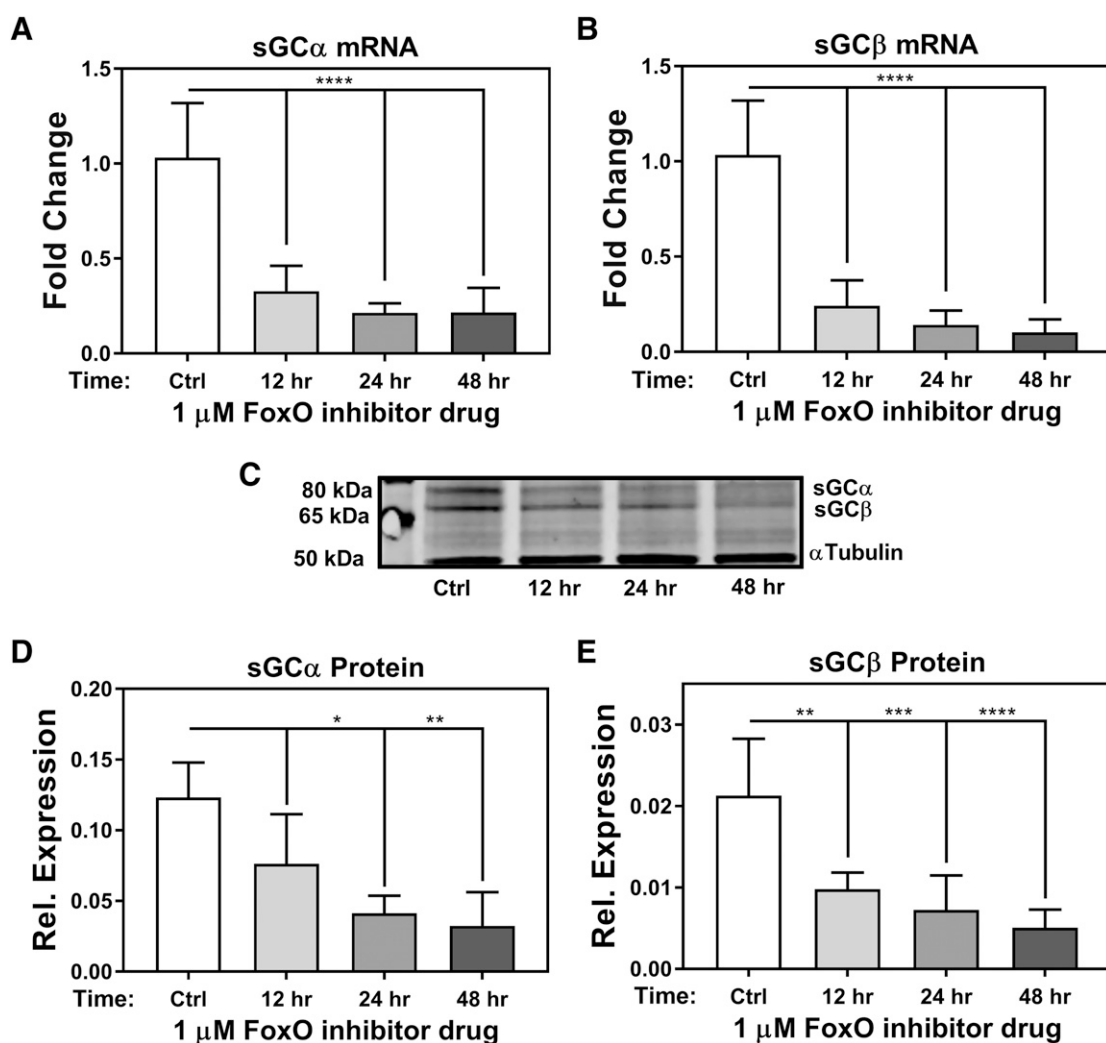 A
sGCα mRNA
Fold Change
1.5
1.0
0.5
0.0
****
Time: Ctrl 12 hr 24 hr 48 hr
1 μM FoxO inhibitor drug
B
sGCβ mRNA
Fold Change
1.5
1.0
0.5
0.0
****
Time: Ctrl 12 hr 24 hr 48 hr
1 μM FoxO inhibitor drug
C
80 kDa
65 kDa
50 kDa
sGCα
sGCβ
αTubulin
Ctrl 12 hr 24 hr 48 hr
D
sGCα Protein
Rel. Expression
0.20
0.15
0.10
0.05
0.00
* **
Time: Ctrl 12 hr 24 hr 48 hr
1 μM FoxO inhibitor drug
E
sGCβ Protein
Rel. Expression
0.03
0.02
0.01
0.00
** *** ****
Time: Ctrl 12 hr 24 hr 48 hr
1 μM FoxO inhibitor drug